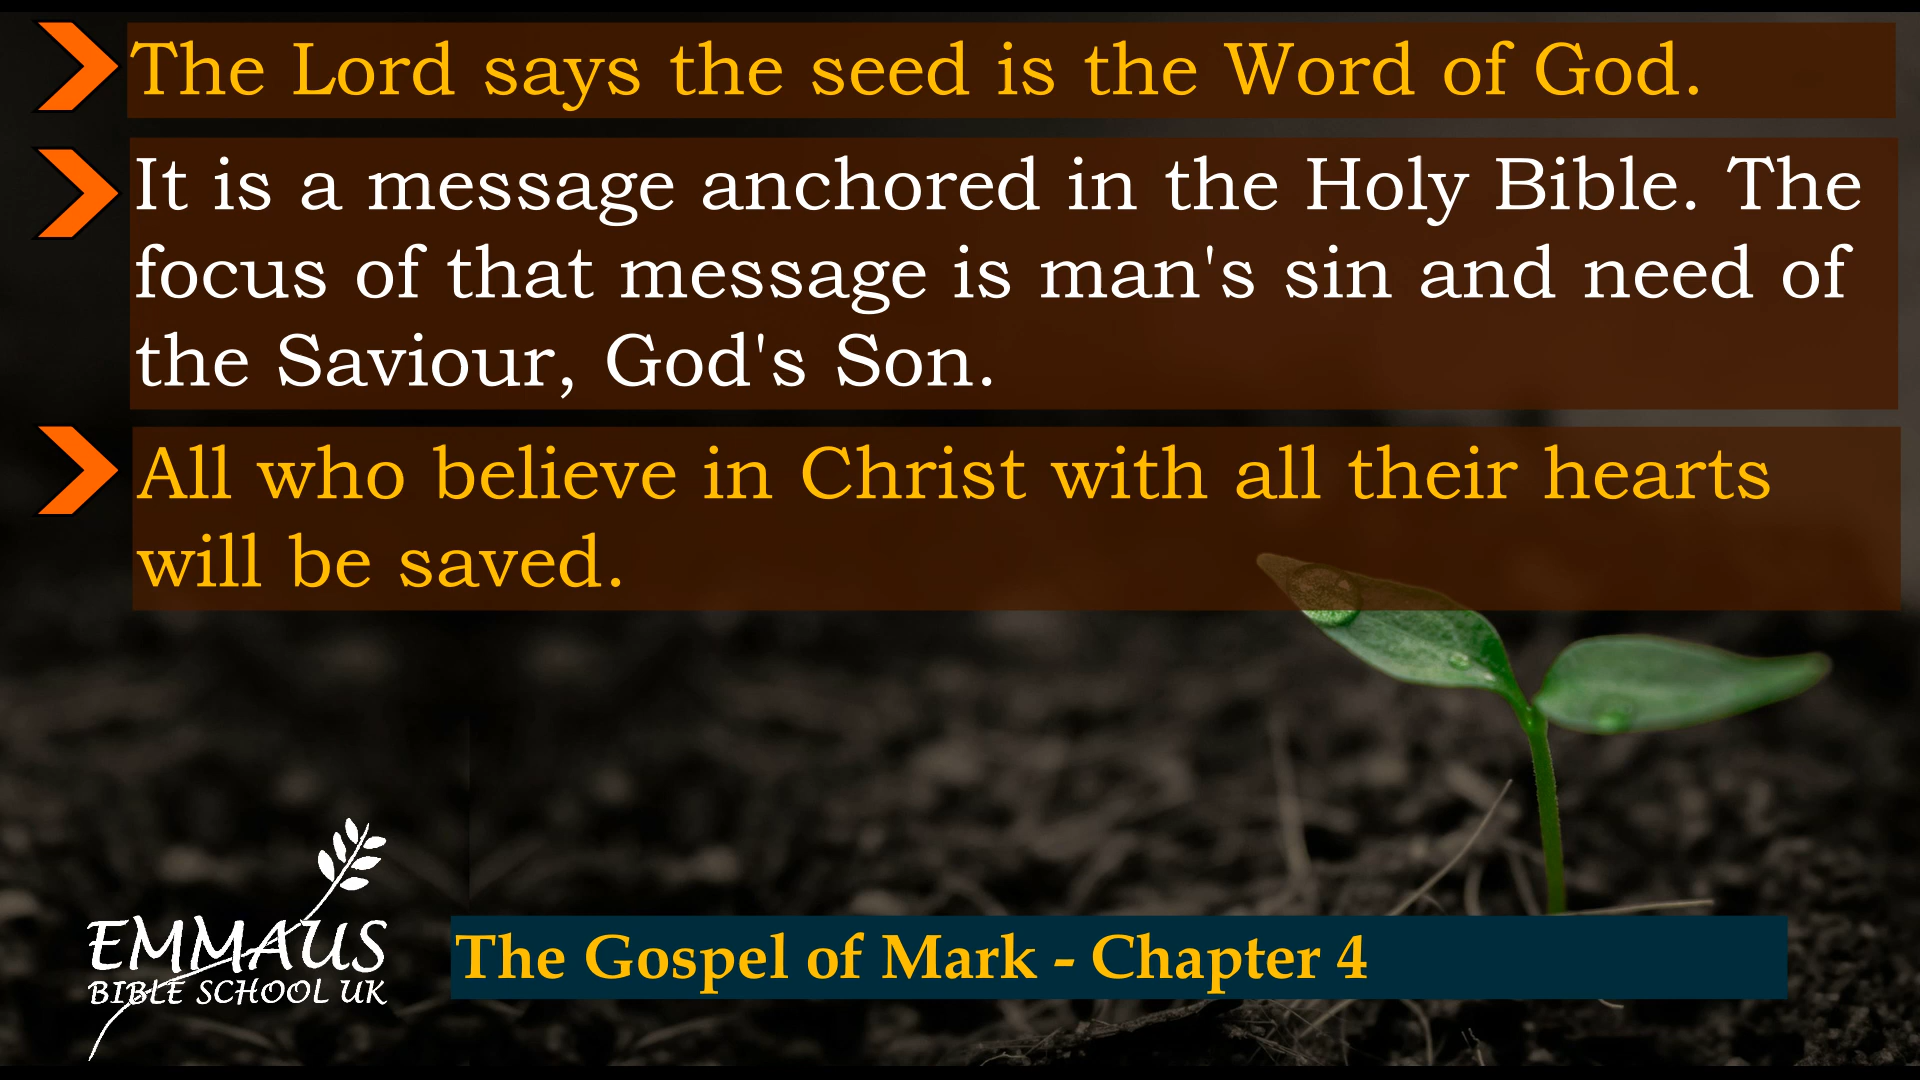 The Lord says the seed is the Word of God.
It is a message anchored in the Holy Bible. The
focus of that message is man's sin and need of
the Saviour, God's Son.
All who believe in Christ with all their hearts
will be saved.
EMMAUS
BIBLE SCHOOL UK
The Gospel of Mark - Chapter 4